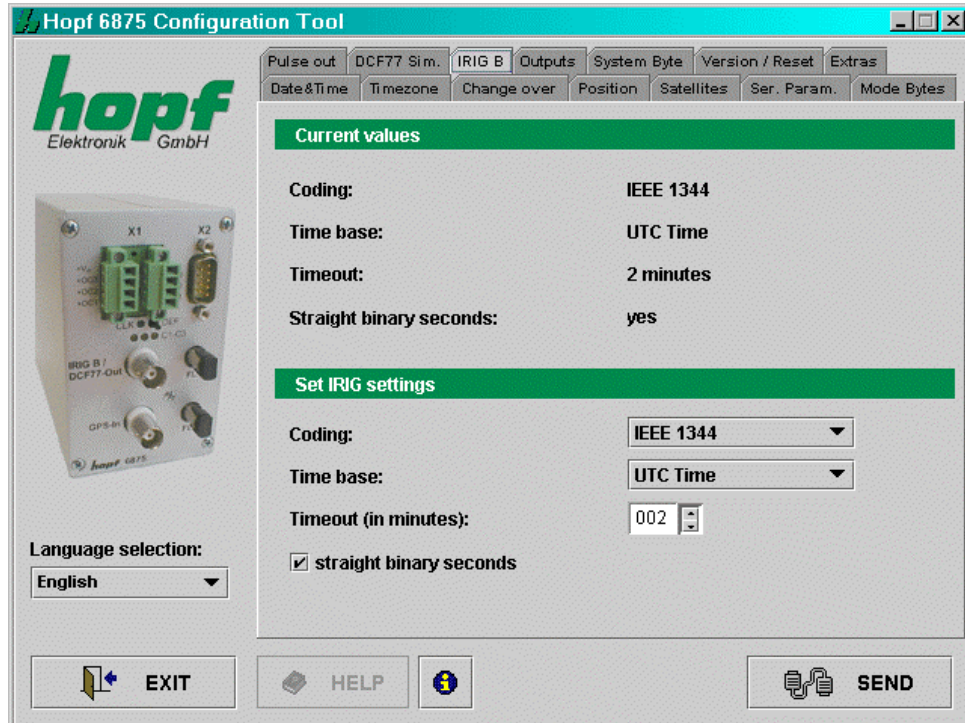 Hopf 6875 Configuration Tool
hopf
Elektronik GmbH
Pulse out DCF77 Sim. IRIG B Outputs System Byte Version / Reset Extras
Date&Time Timezone Change over Position Satellites Ser. Param. Mode Bytes
Current values
Coding: IEEE 1344
Time base: UTC Time
Timeout: 2 minutes
Straight binary seconds: yes
Set IRIG settings
Coding: IEEE 1344
Time base: UTC Time
Timeout (in minutes): 002
straight binary seconds
X1 X2
IRIG B /
DCF77-Out
GPS-In
hopf 6875
Language selection:
English
EXIT HELP SEND